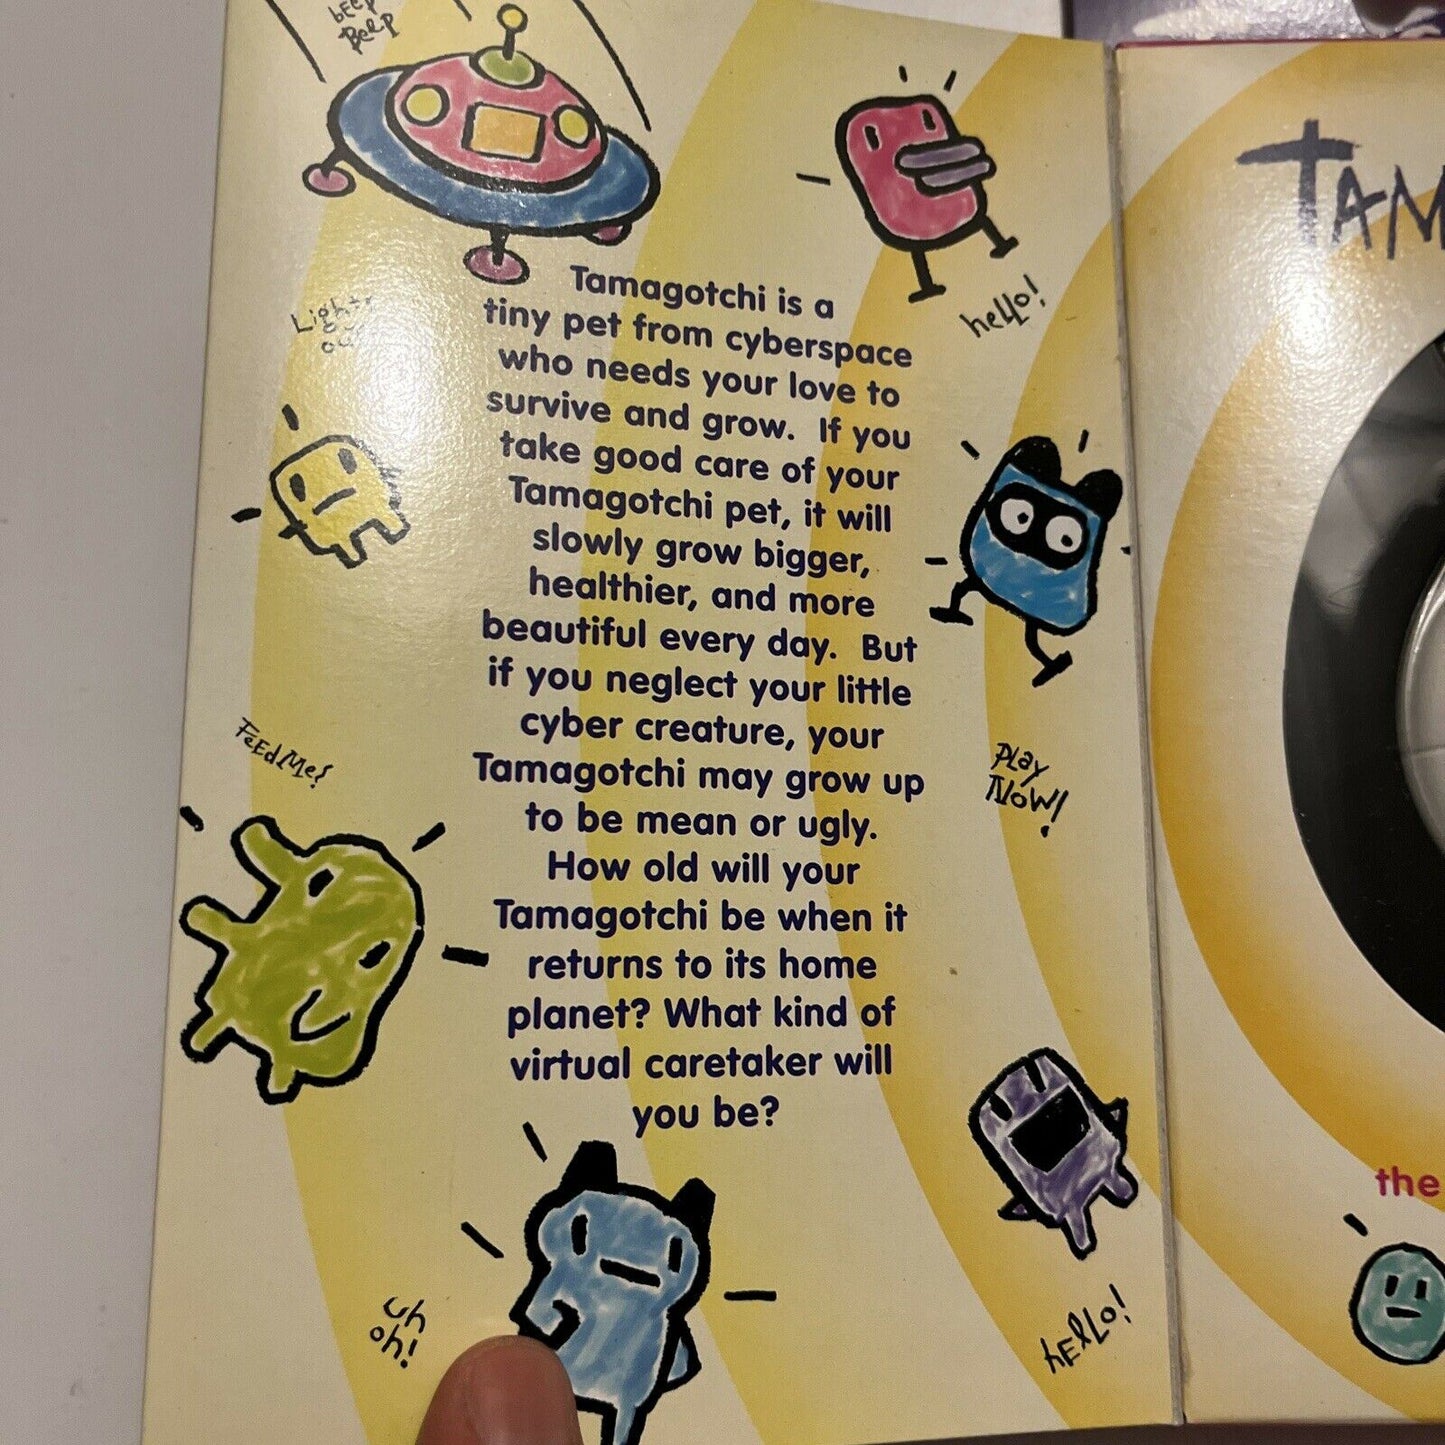 beep
Beep
Tamagotchi is a
tiny pet from cyberspace
who needs your love to
survive and grow. If you
take good care of your
Tamagotchi pet, it will
slowly grow bigger,
healthier, and more
beautiful every day. But
if you neglect your little
cyber creature, your
Tamagotchi may grow up
to be mean or ugly.
How old will your
Tamagotchi be when it
returns to its home
planet? What kind of
virtual caretaker will
you be?
Lights
FeedMe!
uh
oh!
hello!
Play
Now!
hello!
TAM
the